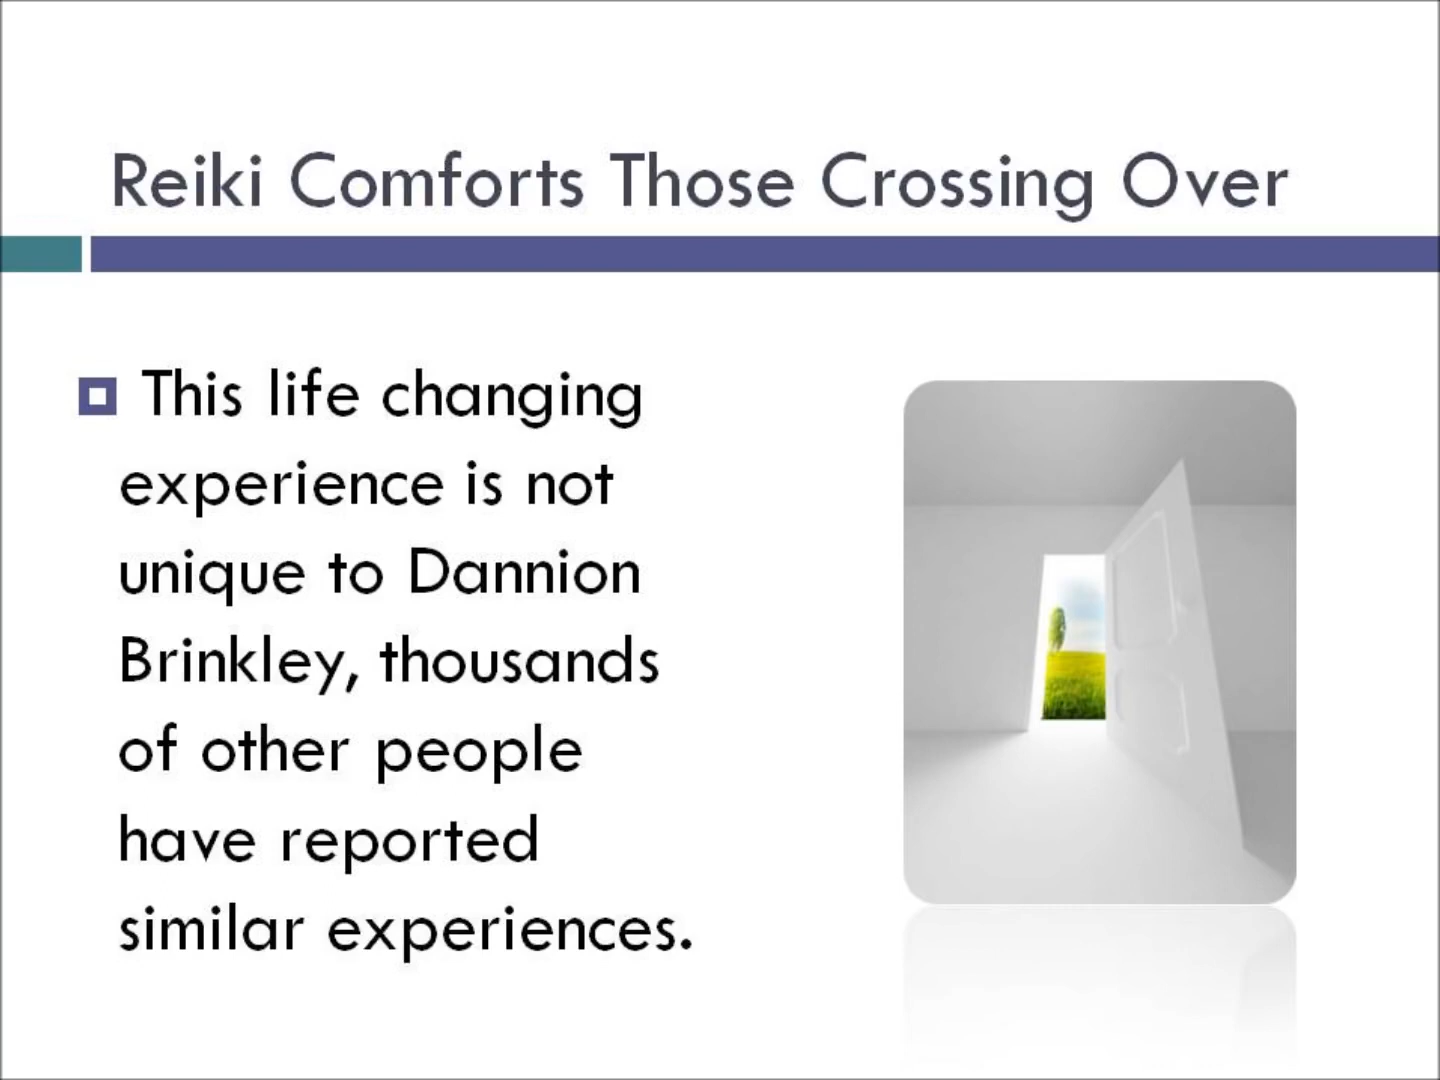 Reiki Comforts Those Crossing Over
This life changing
experience is not
unique to Dannion
Brinkley, thousands
of other people
have reported
similar experiences.